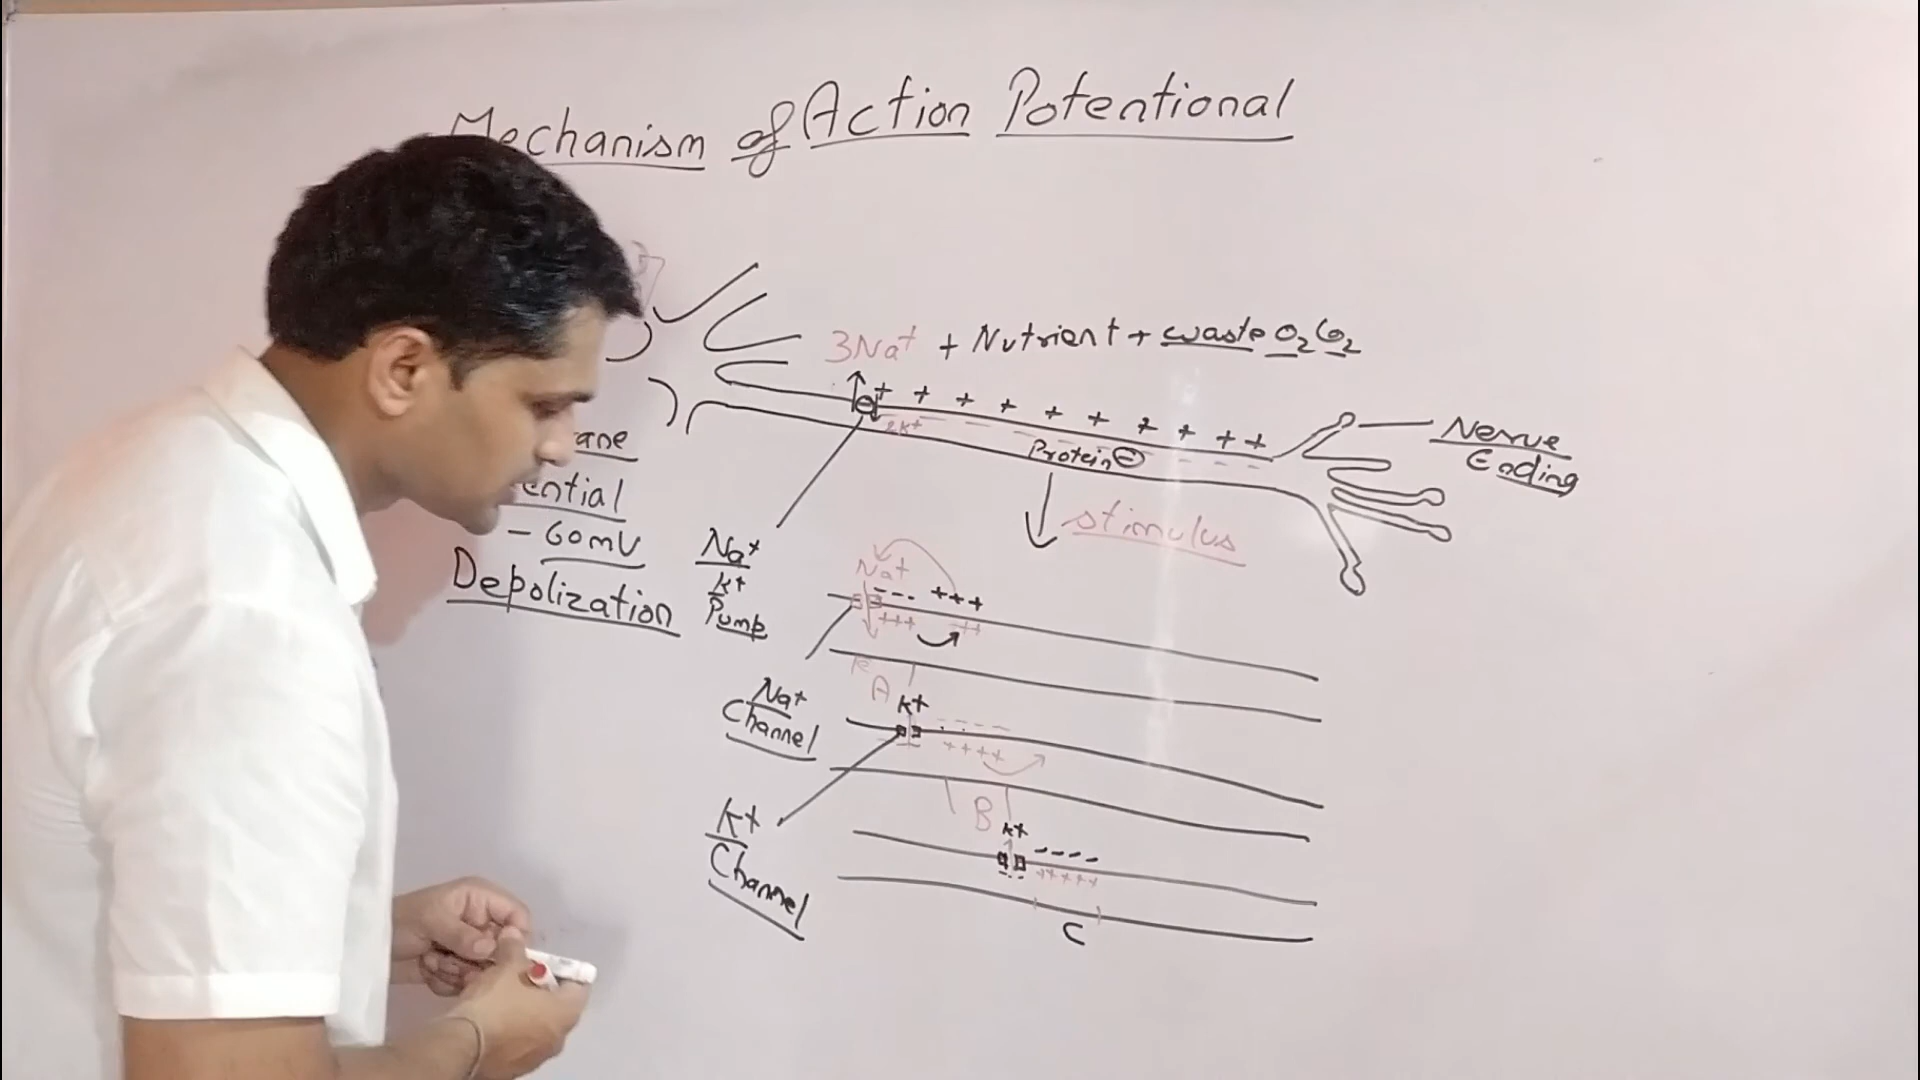 Mechanism of Action Potentional
3Na+ + Nutrient + waste O2 CO2
2K+
Protein ⊖
Nerve
Ending
stimulus
- 60mV
Depolization
Na+
K+
Pump
Na+
K+
A
Na+
Channel
K+
B
K+
K+
Channel
C